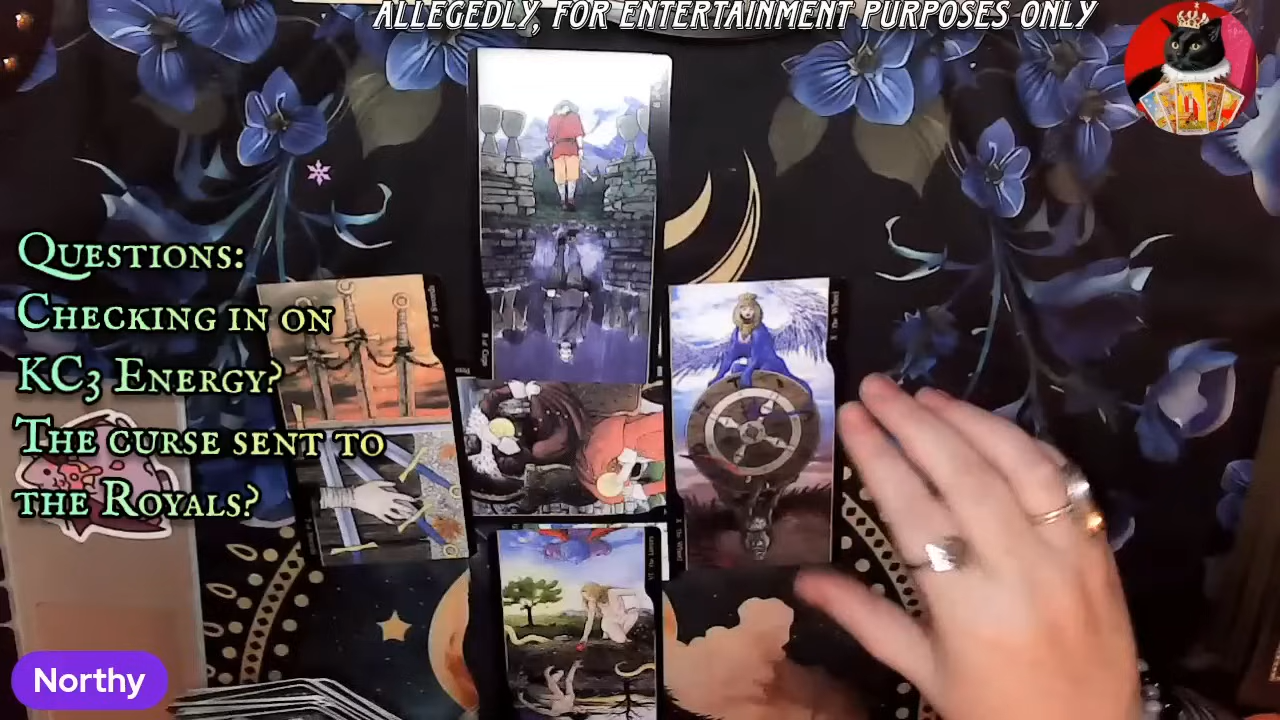 ALLEGEDLY, FOR ENTERTAINMENT PURPOSES ONLY
Questions:
Checking in on
KC3 Energy?
The curse sent to
the Royals?
Northy